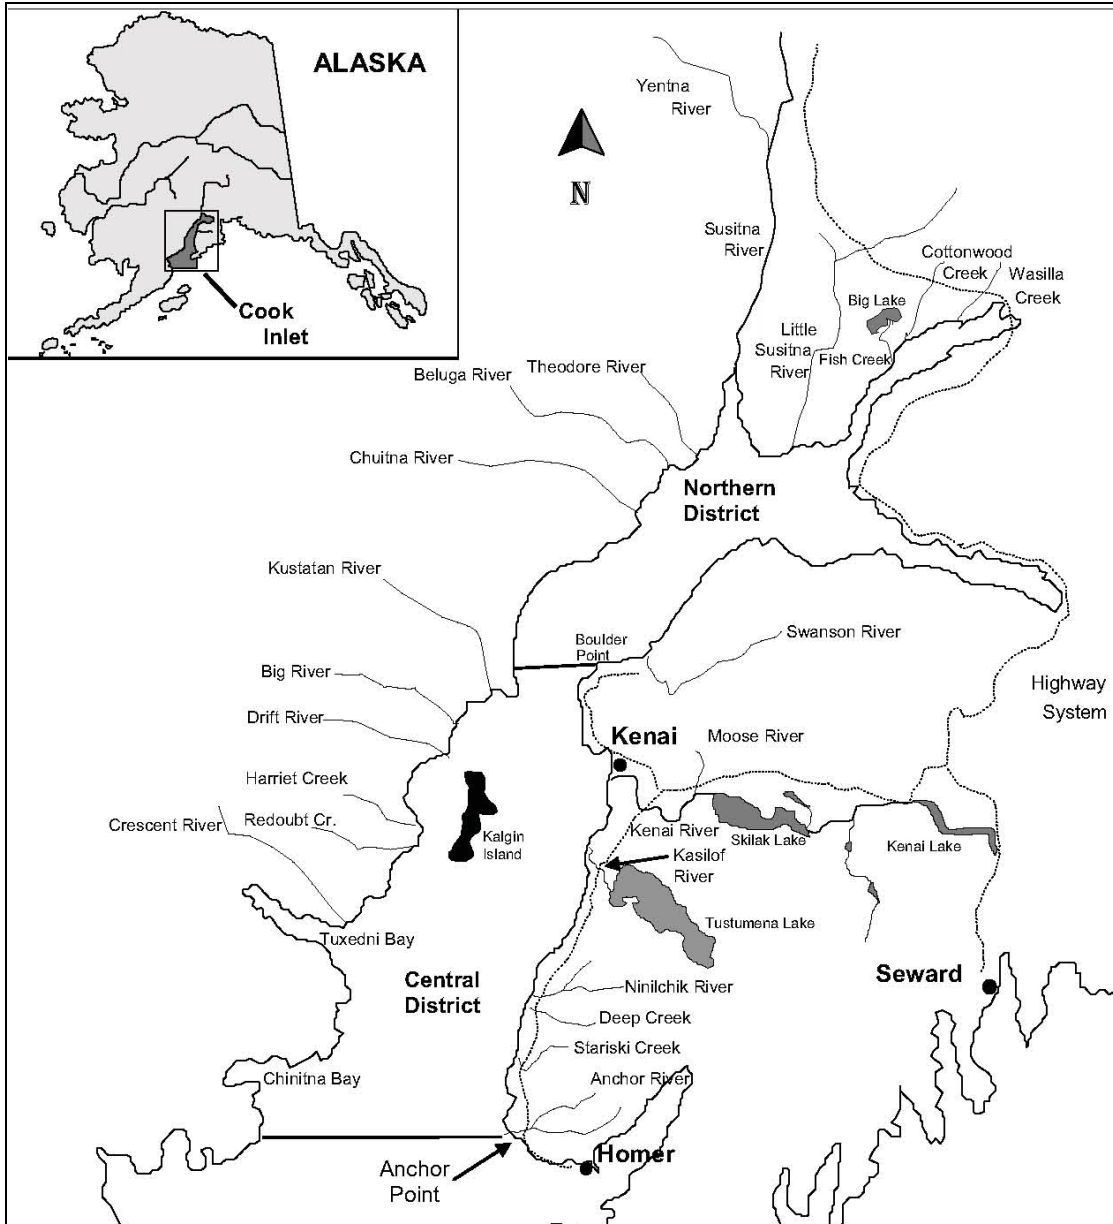 ALASKA
Cook
Inlet
N
Yentna
River
Susitna
River
Cottonwood
Creek
Wasilla
Creek
Big Lake
Little
Susitna
River
Fish Creek
Theodore River
Beluga River
Chuitna River
Northern
District
Kustatan River
Boulder
Point
Swanson River
Big River
Highway
System
Drift River
Kenai
Moose River
Harriet Creek
Crescent River
Redoubt Cr.
Kalgin
Island
Kenai River
Skilak Lake
Kenai Lake
Kasilof
River
Tustumena Lake
Tuxedni Bay
Central
District
Seward
Ninilchik River
Deep Creek
Stariski Creek
Chinitna Bay
Anchor River
Homer
Anchor
Point